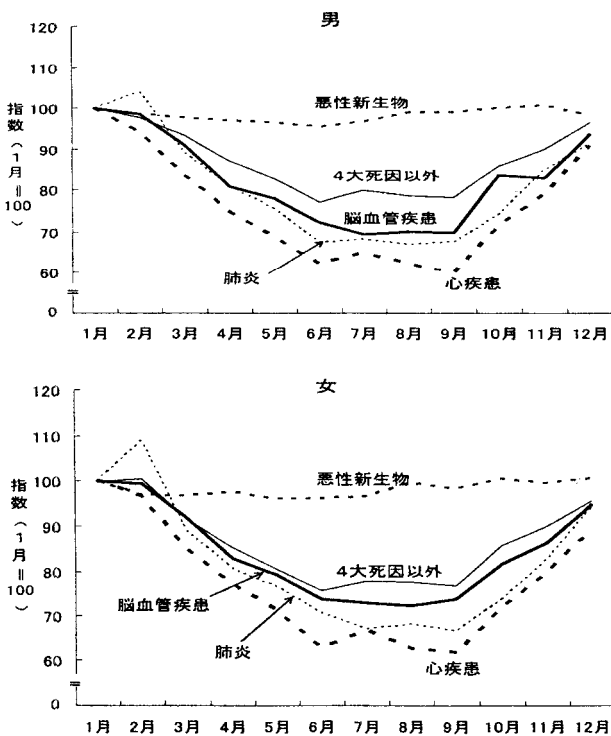 男
指数（1月＝100）
120
110
100
90
80
70
60
0
悪性新生物
4大死因以外
脳血管疾患
肺炎
心疾患
1月 2月 3月 4月 5月 6月 7月 8月 9月 10月 11月 12月
女
指数（1月＝100）
120
110
100
90
80
70
60
0
悪性新生物
4大死因以外
脳血管疾患
肺炎
心疾患
1月 2月 3月 4月 5月 6月 7月 8月 9月 10月 11月 12月